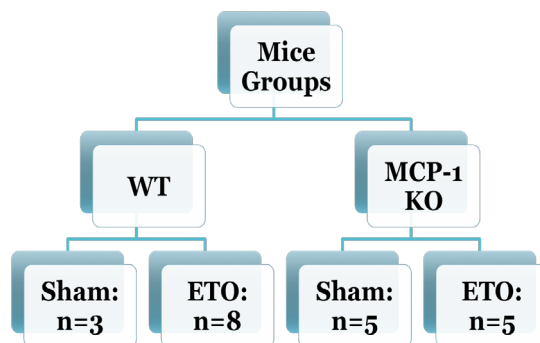 Mice
Groups
WT
MCP-1
KO
Sham:
n=3
ETO:
n=8
Sham:
n=5
ETO:
n=5